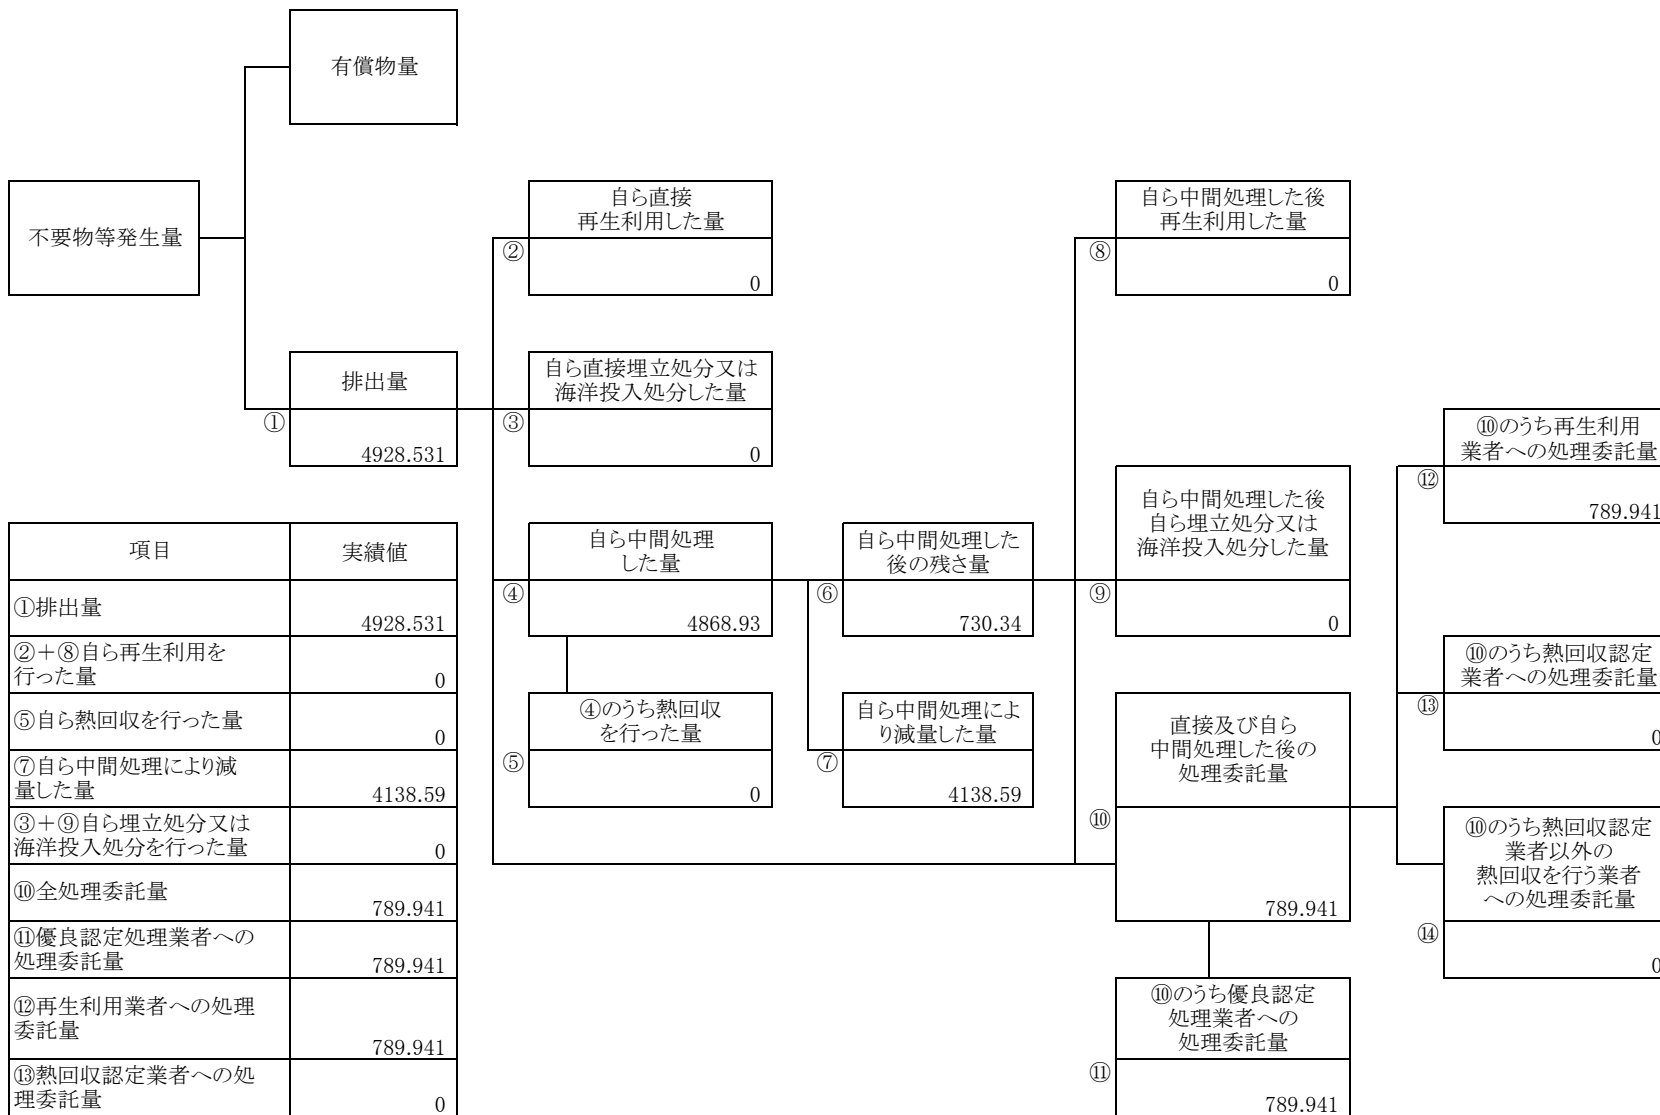 有償物量
不要物等発生量
自ら直接
再生利用した量
②
0
自ら中間処理した後
再生利用した量
⑧
0
排出量
①
4928.531
自ら直接埋立処分又は
海洋投入処分した量
③
0
⑩のうち再生利用
業者への処理委託量
⑫
789.941
自ら中間処理
した量
④
4868.93
自ら中間処理した
後の残さ量
⑥
730.34
自ら中間処理した後
自ら埋立処分又は
海洋投入処分した量
⑨
0
⑩のうち熱回収認定
業者への処理委託量
⑬
0
④のうち熱回収
を行った量
⑤
0
自ら中間処理によ
り減量した量
⑦
4138.59
直接及び自ら
中間処理した後の
処理委託量
⑩
789.941
⑩のうち熱回収認定
業者以外の
熱回収を行う業者
への処理委託量
⑭
0
⑩のうち優良認定
処理業者への
処理委託量
⑪
789.941
項目 実績値
①排出量 4928.531
②+⑧自ら再生利用を
行った量 0
⑤自ら熱回収を行った量 0
⑦自ら中間処理により減
量した量 4138.59
③+⑨自ら埋立処分又は
海洋投入処分を行った量 0
⑩全処理委託量 789.941
⑪優良認定処理業者への
処理委託量 789.941
⑫再生利用業者への処理
委託量 789.941
⑬熱回収認定業者への処
理委託量 0